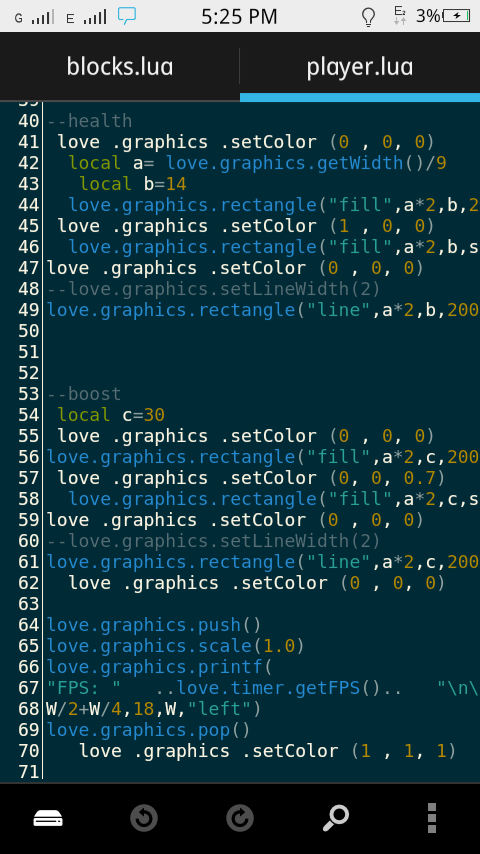 G E 5:25 PM E₂ 3%
blocks.lua player.lua
39
40 --health
41 love .graphics .setColor (0 , 0, 0)
42 local a= love.graphics.getWidth()/9
43 local b=14
44 love.graphics.rectangle("fill",a*2,b,2
45 love .graphics .setColor (1 , 0, 0)
46 love.graphics.rectangle("fill",a*2,b,s
47 love .graphics .setColor (0 , 0, 0)
48 --love.graphics.setLineWidth(2)
49 love.graphics.rectangle("line",a*2,b,200
50
51
52
53 --boost
54 local c=30
55 love .graphics .setColor (0 , 0, 0)
56 love.graphics.rectangle("fill",a*2,c,200
57 love .graphics .setColor (0, 0, 0.7)
58 love.graphics.rectangle("fill",a*2,c,s
59 love .graphics .setColor (0 , 0, 0)
60 --love.graphics.setLineWidth(2)
61 love.graphics.rectangle("line",a*2,c,200
62 love .graphics .setColor (0 , 0, 0)
63
64 love.graphics.push()
65 love.graphics.scale(1.0)
66 love.graphics.printf(
67 "FPS: " ..love.timer.getFPS().. "\n\
68 W/2+W/4,18,W,"left")
69 love.graphics.pop()
70 love .graphics .setColor (1 , 1, 1)
71